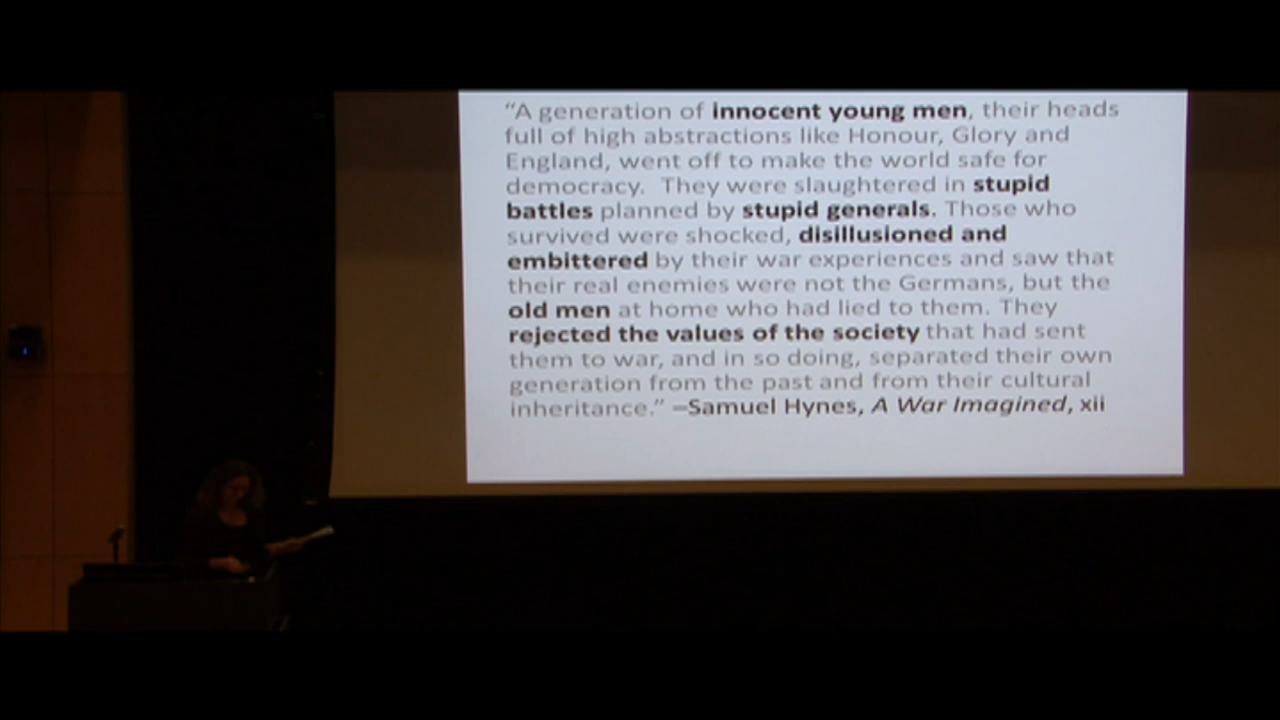 “A generation of innocent young men, their heads
full of high abstractions like Honour, Glory and
England, went off to make the world safe for
democracy. They were slaughtered in stupid
battles planned by stupid generals. Those who
survived were shocked, disillusioned and
embittered by their war experiences and saw that
their real enemies were not the Germans, but the
old men at home who had lied to them. They
rejected the values of the society that had sent
them to war, and in so doing, separated their own
generation from the past and from their cultural
inheritance.” –Samuel Hynes, A War Imagined, xii